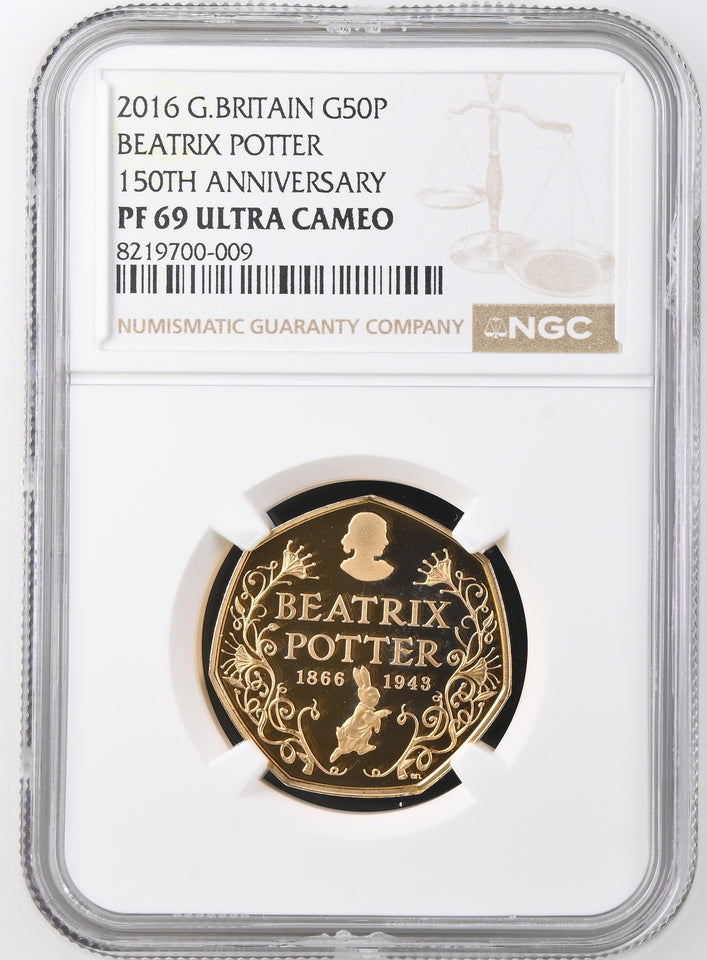 2016 G.BRITAIN G50P
BEATRIX POTTER
150TH ANNIVERSARY
PF 69 ULTRA CAMEO
8219700-009
NUMISMATIC GUARANTY COMPANY NGC
BEATRIX
POTTER
1866 1943